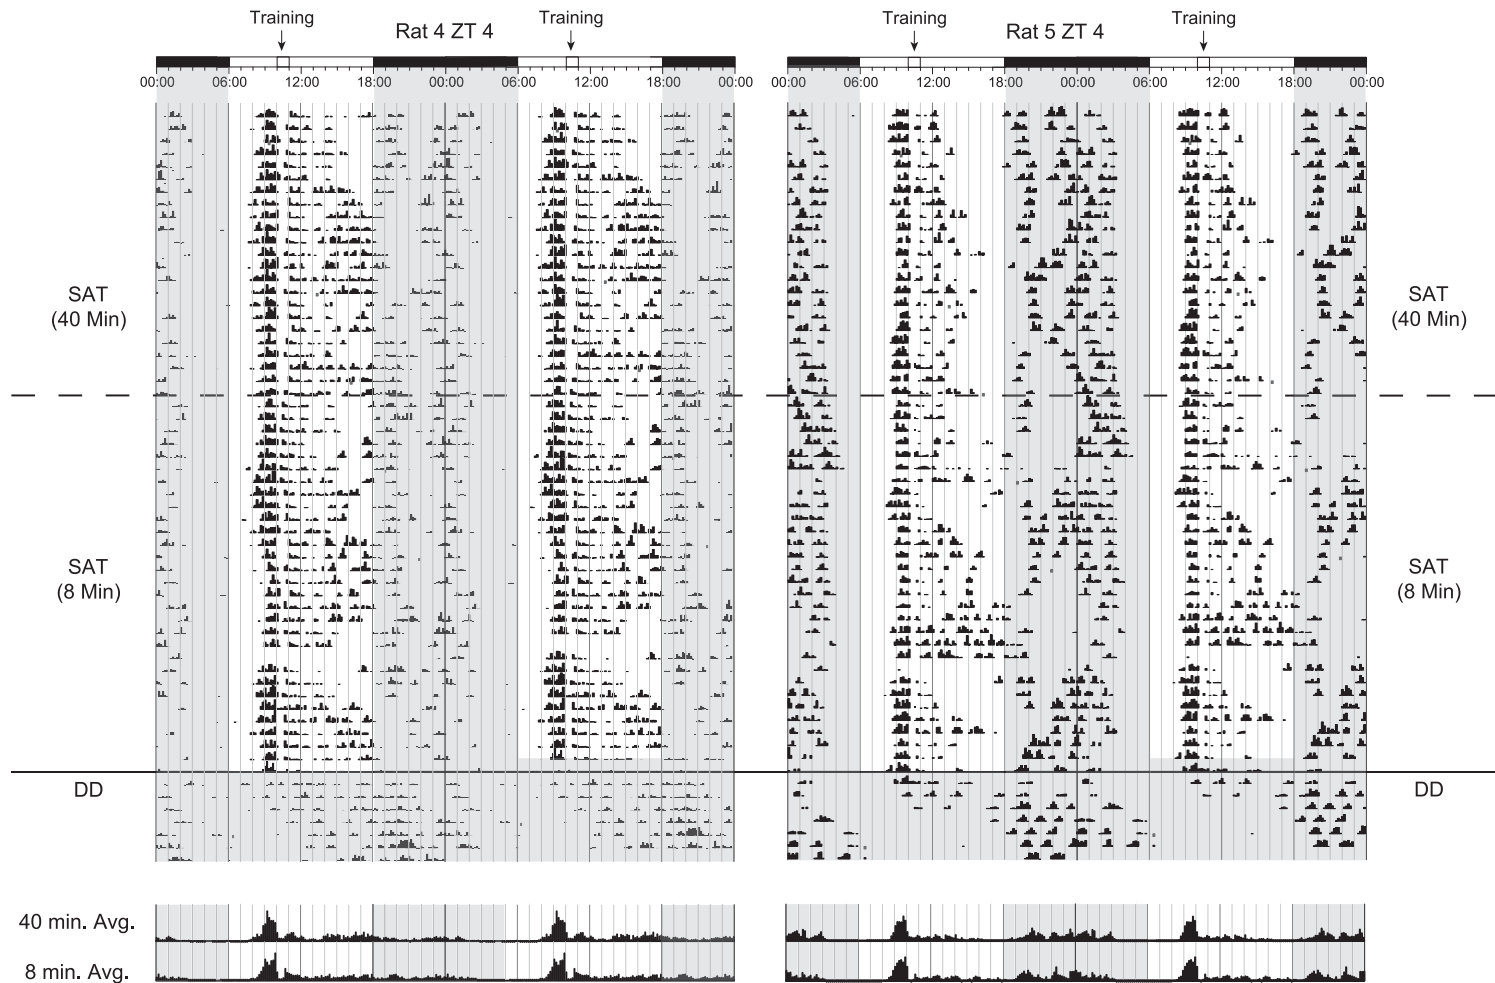 Training Rat 4 ZT 4 Training
00:00 06:00 12:00 18:00 00:00 06:00 12:00 18:00 00:00
Training Rat 5 ZT 4 Training
00:00 06:00 12:00 18:00 00:00 06:00 12:00 18:00 00:00
SAT
(40 Min)
SAT
(40 Min)
SAT
(8 Min)
SAT
(8 Min)
DD
DD
40 min. Avg.
8 min. Avg.